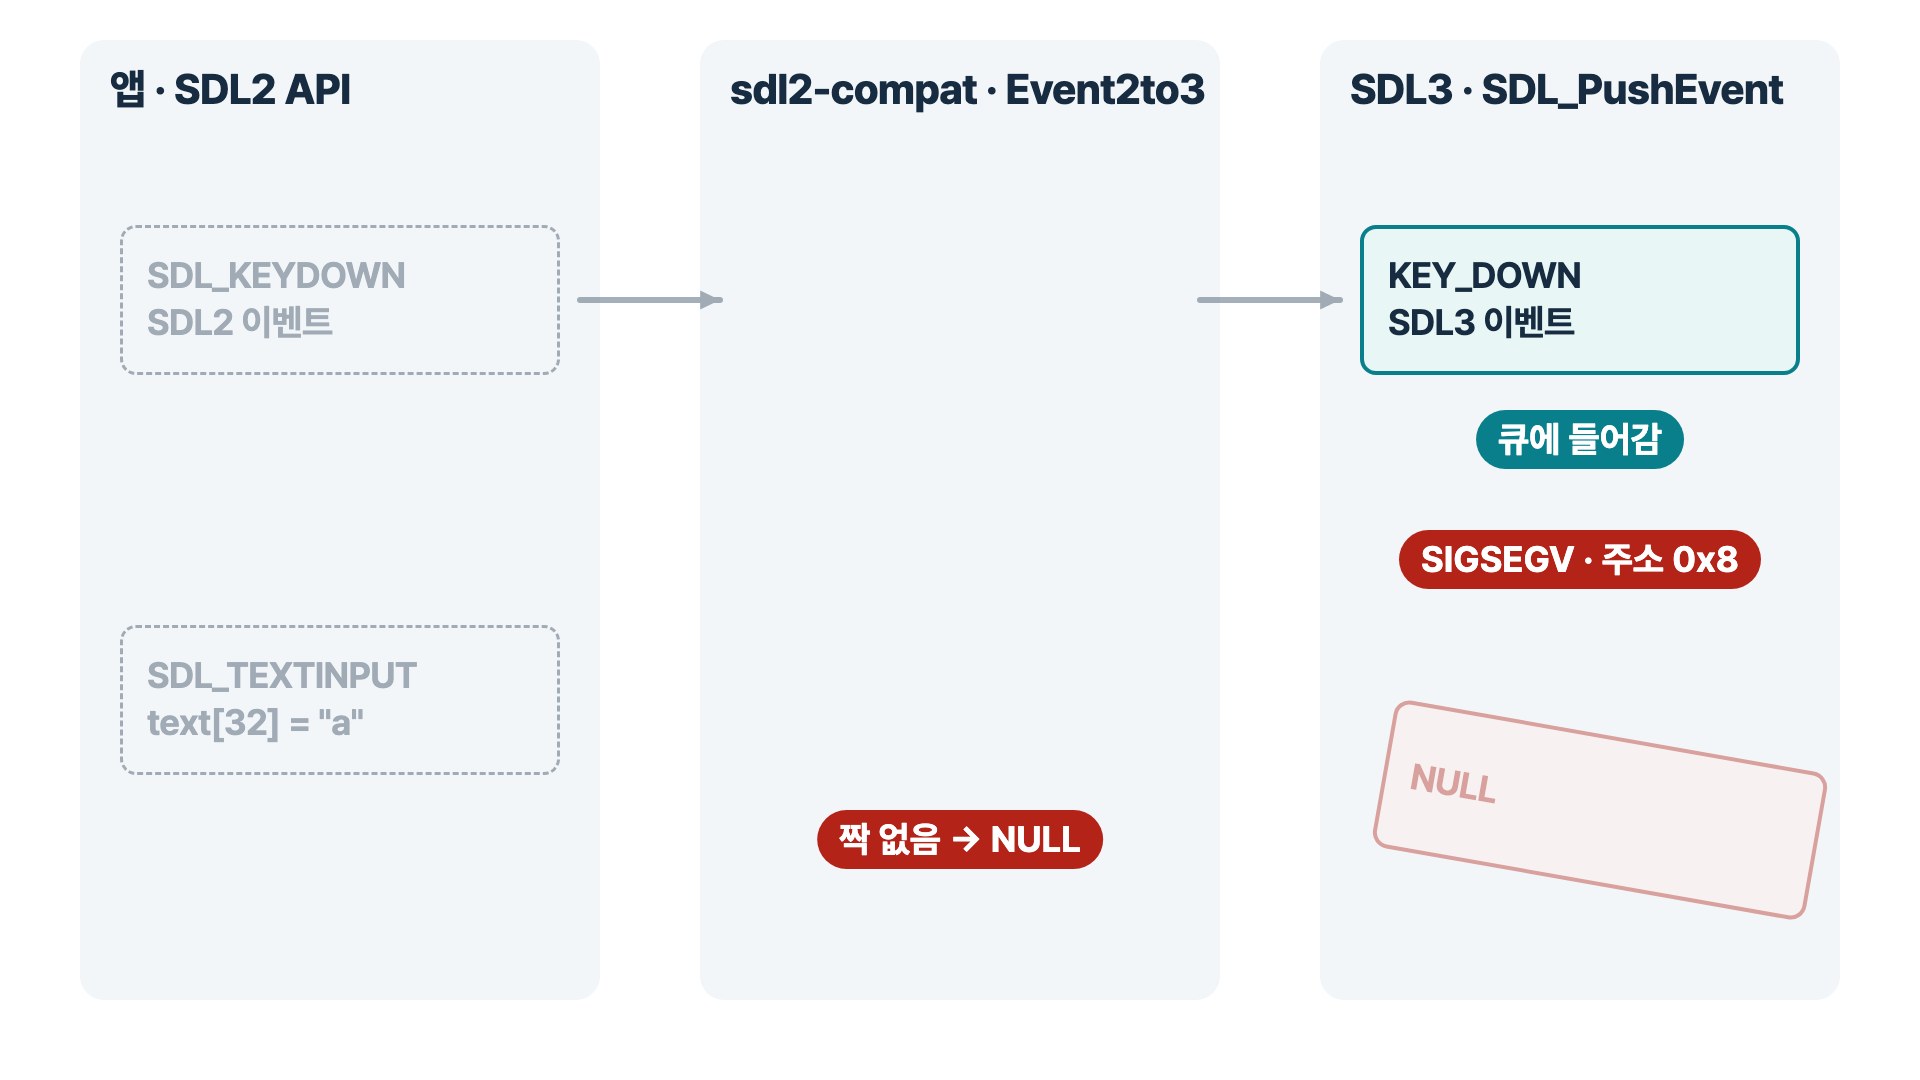 앱 · SDL2 API
SDL_KEYDOWN
SDL2 이벤트
SDL_TEXTINPUT
text[32] = "a"
sdl2-compat · Event2to3
짝 없음 → NULL
SDL3 · SDL_PushEvent
KEY_DOWN
SDL3 이벤트
큐에 들어감
SIGSEGV · 주소 0x8
NULL